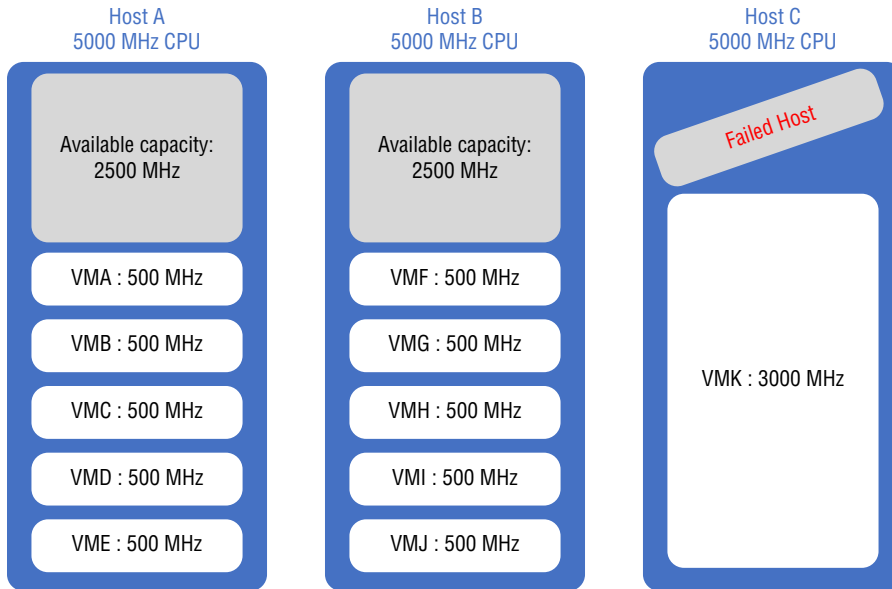 Host A
5000 MHz CPU
Available capacity:
2500 MHz
VMA : 500 MHz
VMB : 500 MHz
VMC : 500 MHz
VMD : 500 MHz
VME : 500 MHz
Host B
5000 MHz CPU
Available capacity:
2500 MHz
VMF : 500 MHz
VMG : 500 MHz
VMH : 500 MHz
VMI : 500 MHz
VMJ : 500 MHz
Host C
5000 MHz CPU
Failed Host
VMK : 3000 MHz